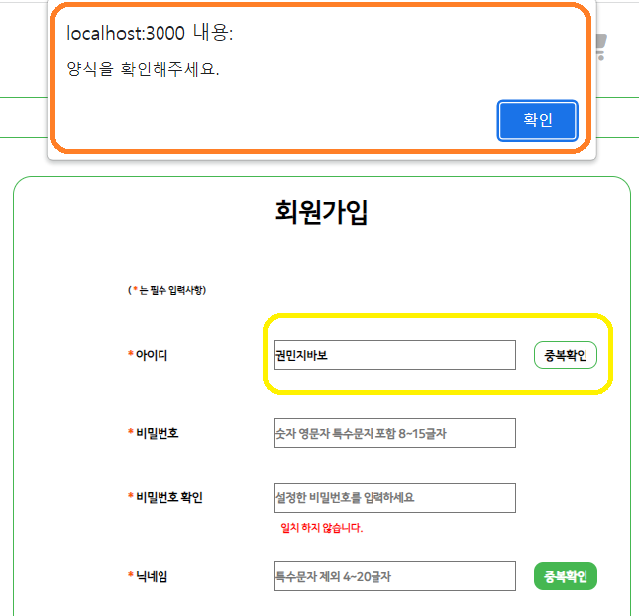 localhost:3000 내용:
양식을 확인해주세요.
확인
회원가입
(*는 필수 입력사항)
*아이디 권민지바보 중복확인
*비밀번호 숫자 영문자 특수문지포함 8~15글자
*비밀번호 확인 설정한 비밀번호를 입력하세요
일치 하지 않습니다.
*닉네임 특수문자 제외 4~20글자 중복확인